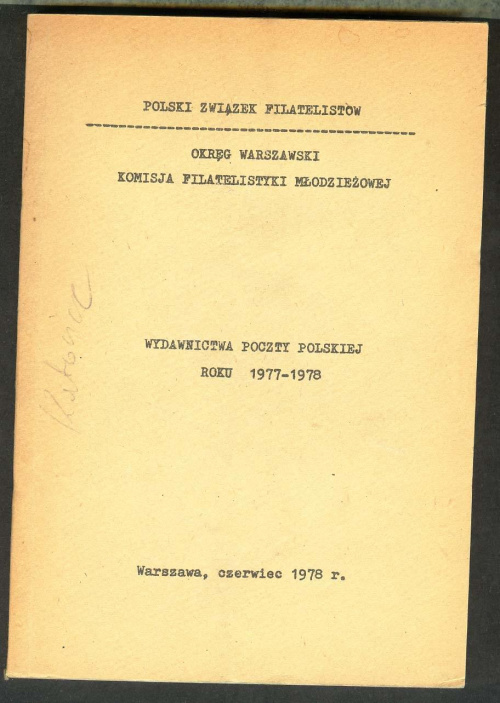 POLSKI ZWIĄZEK FILATELISTÓW
OKRĘG WARSZAWSKI
KOMISJA FILATELISTYKI MŁODZIEŻOWEJ
WYDAWNICTWA POCZTY POLSKIEJ
ROKU 1977-1978
Warszawa, czerwiec 1978 r.